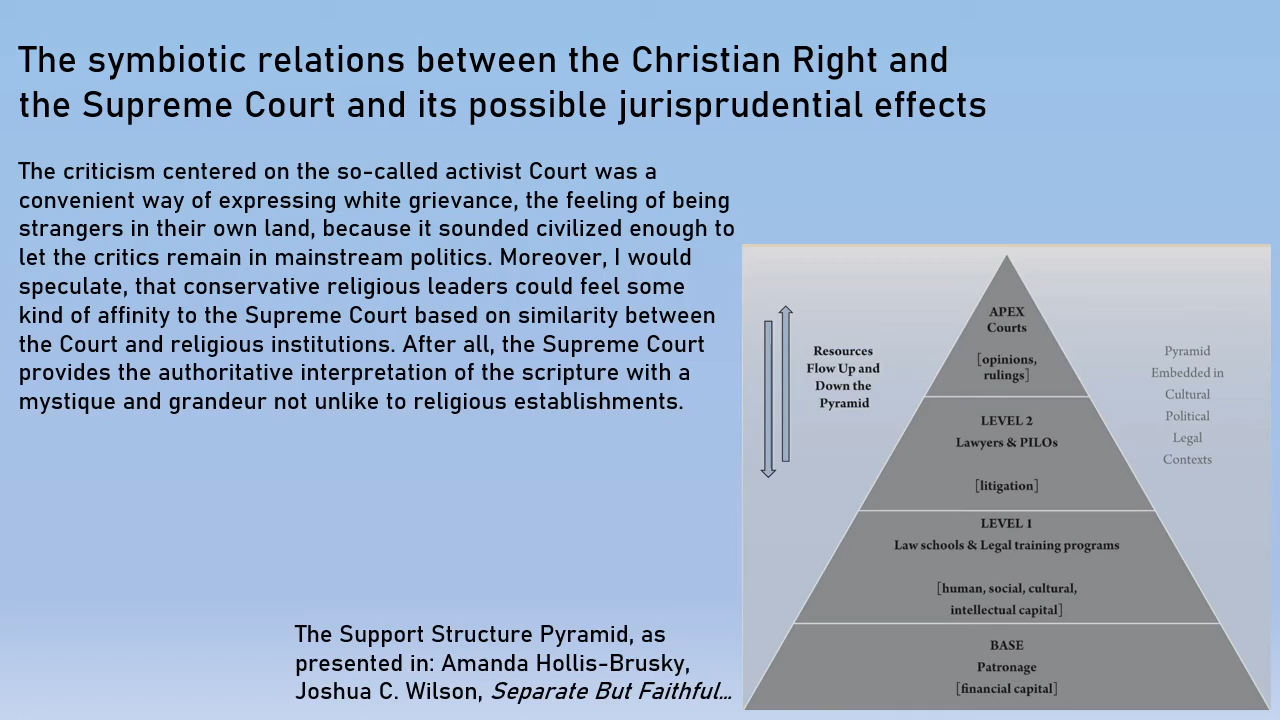 The symbiotic relations between the Christian Right and
the Supreme Court and its possible jurisprudential effects
The criticism centered on the so-called activist Court was a
convenient way of expressing white grievance, the feeling of being
strangers in their own land, because it sounded civilized enough to
let the critics remain in mainstream politics. Moreover, I would
speculate, that conservative religious leaders could feel some
kind of affinity to the Supreme Court based on similarity between
the Court and religious institutions. After all, the Supreme Court
provides the authoritative interpretation of the scripture with a
mystique and grandeur not unlike to religious establishments.
The Support Structure Pyramid, as
presented in: Amanda Hollis-Brusky,
Joshua C. Wilson, Separate But Faithful...
Resources
Flow Up and
Down the
Pyramid
APEX
Courts
[opinions,
rulings]
LEVEL 2
Lawyers & PILOs
[litigation]
LEVEL 1
Law schools & Legal training programs
[human, social, cultural,
intellectual capital]
BASE
Patronage
[financial capital]
Pyramid
Embedded in
Cultural
Political
Legal
Contexts